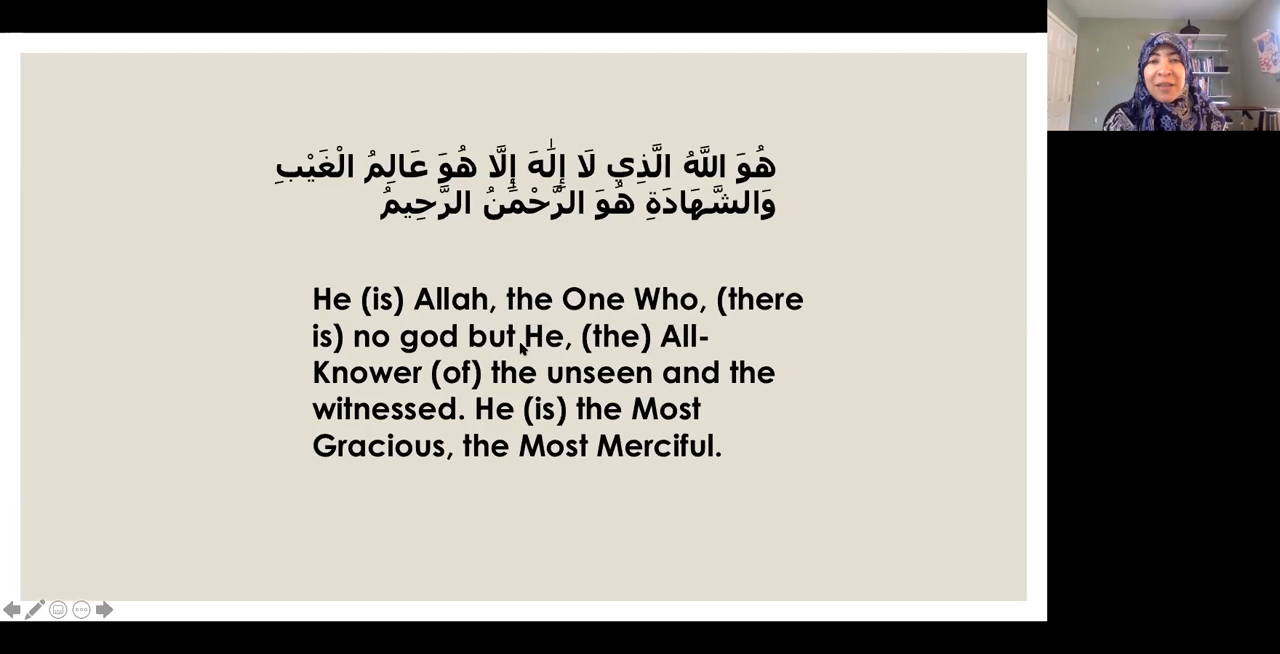 هُوَ اللَّهُ الَّذِي لَا إِلَٰهَ إِلَّا هُوَ عَالِمُ الْغَيْبِ
وَالشَّهَادَةِ هُوَ الرَّحْمَٰنُ الرَّحِيمُ
He (is) Allah, the One Who, (there
is) no god but He, (the) All-
Knower (of) the unseen and the
witnessed. He (is) the Most
Gracious, the Most Merciful.